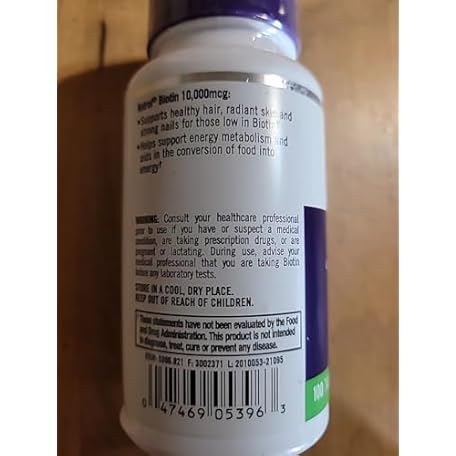 Natrol® Biotin 10,000mcg:
• Supports healthy hair, radiant skin and
strong nails for those low in Biotin†
• Helps support energy metabolism and
aids in the conversion of food into
energy†
WARNING: Consult your healthcare professional
prior to use if you have or suspect a medical
condition, are taking prescription drugs, or are
pregnant or lactating. During use, advise your
medical professional that you are taking Biotin
before any laboratory tests.
STORE IN A COOL, DRY PLACE.
KEEP OUT OF REACH OF CHILDREN.
These statements have not been evaluated by the Food
and Drug Administration. This product is not intended
to diagnose, treat, cure or prevent any disease.
F: 3002371 L: 2010053-21095
0 47469 05396 3
100